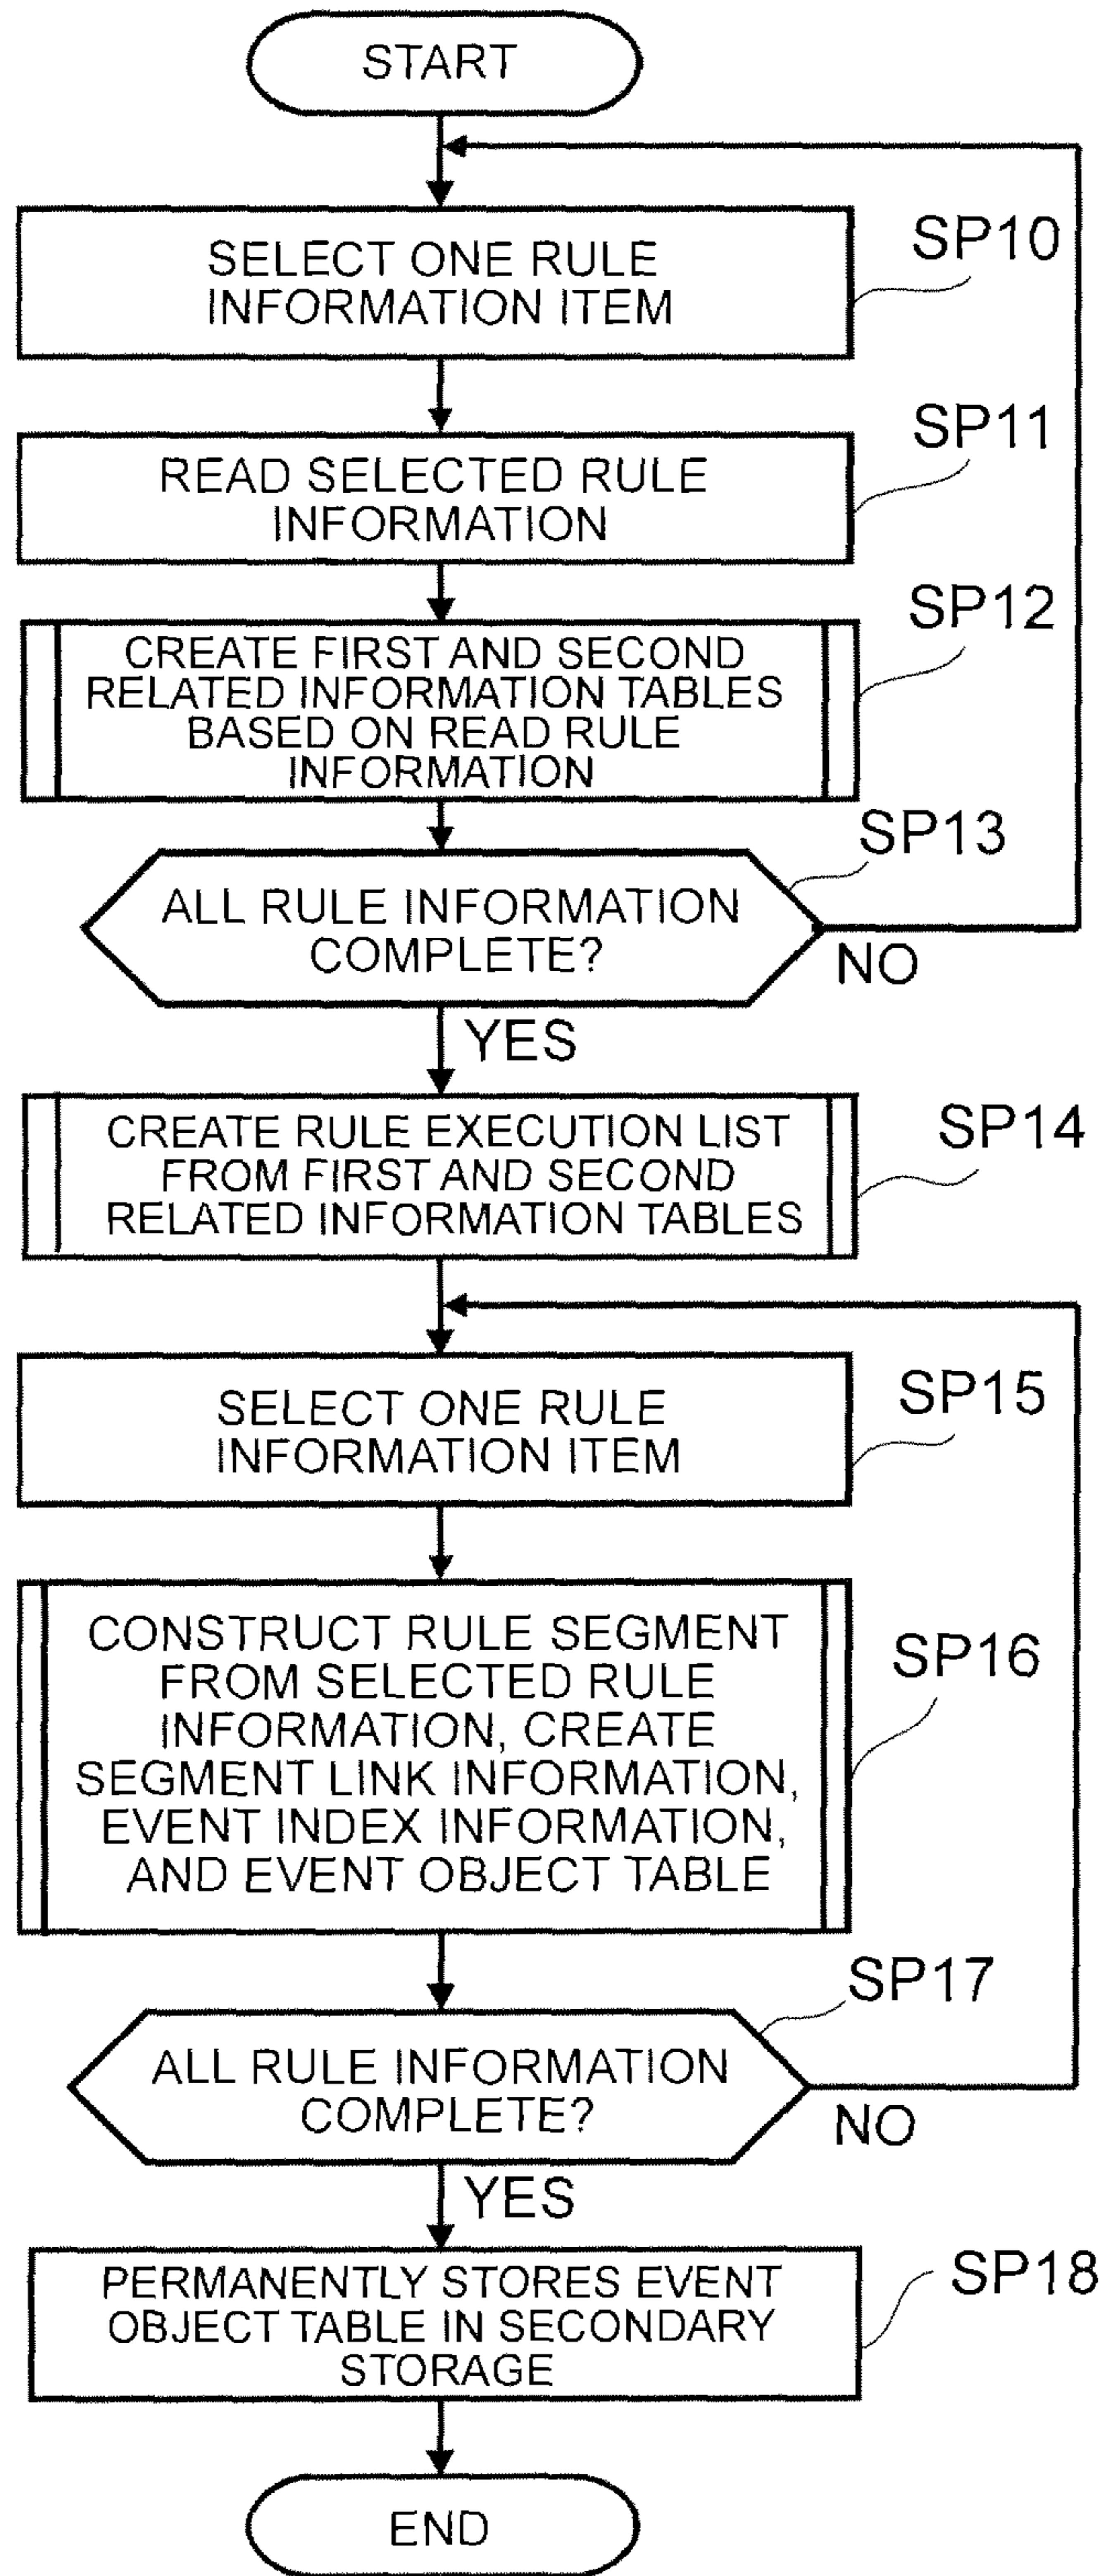 START
SELECT ONE RULE
INFORMATION ITEM
SP10
READ SELECTED RULE
INFORMATION
SP11
CREATE FIRST AND SECOND
RELATED INFORMATION TABLES
BASED ON READ RULE
INFORMATION
SP12
ALL RULE INFORMATION
COMPLETE?
SP13
NO
YES
CREATE RULE EXECUTION LIST
FROM FIRST AND SECOND
RELATED INFORMATION TABLES
SP14
SELECT ONE RULE
INFORMATION ITEM
SP15
CONSTRUCT RULE SEGMENT
FROM SELECTED RULE
INFORMATION, CREATE
SEGMENT LINK INFORMATION,
EVENT INDEX INFORMATION,
AND EVENT OBJECT TABLE
SP16
ALL RULE INFORMATION
COMPLETE?
SP17
NO
YES
PERMANENTLY STORES EVENT
OBJECT TABLE IN SECONDARY
STORAGE
SP18
END